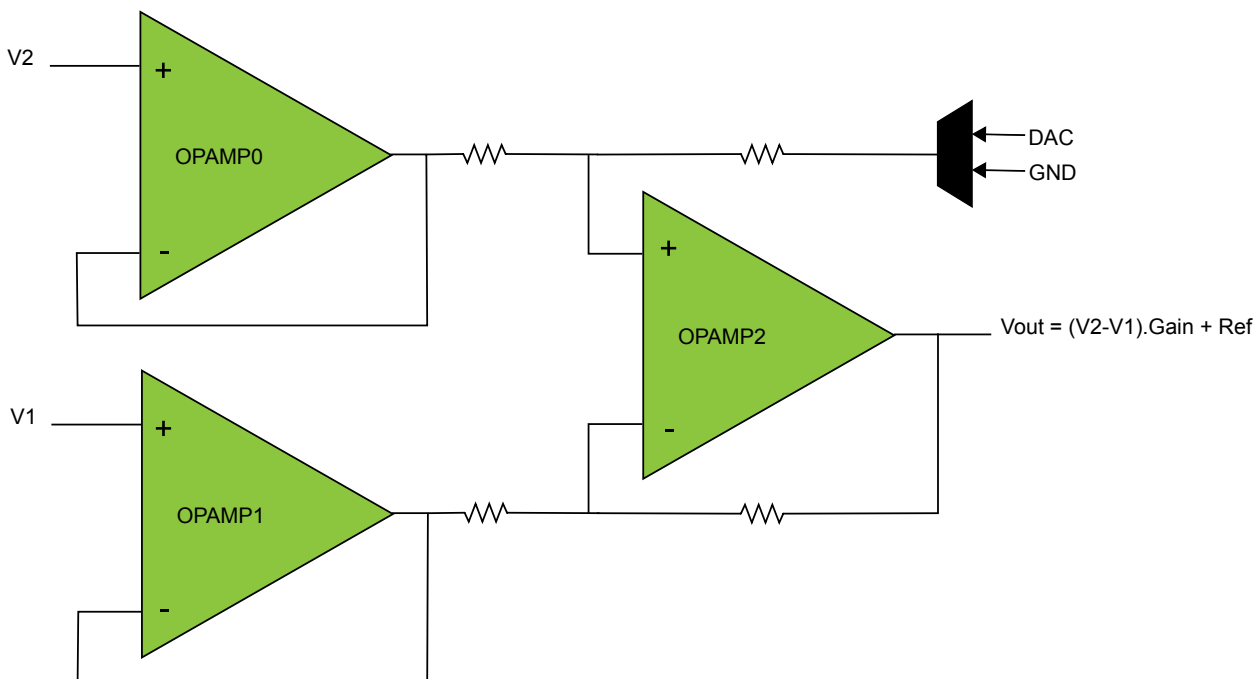 V2
+
OPAMP0
-
DAC
GND
+
OPAMP2
-
Vout = (V2-V1).Gain + Ref
V1
+
OPAMP1
-